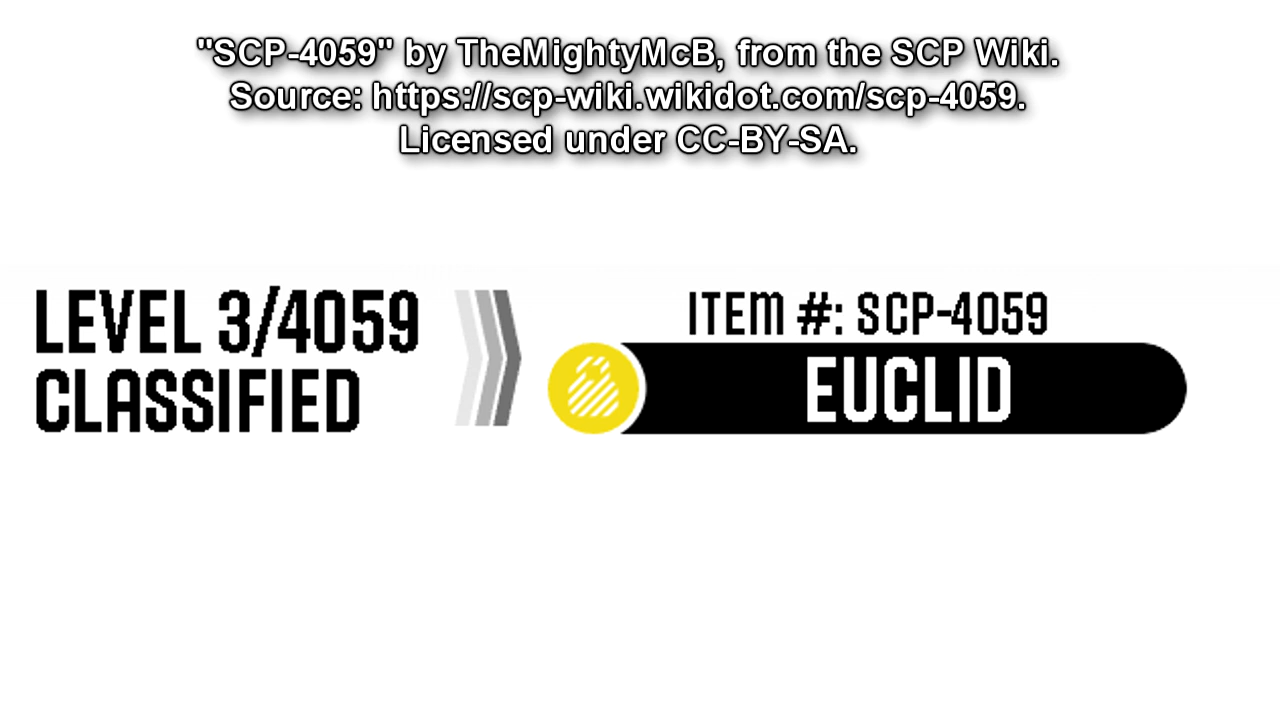 "SCP-4059" by TheMightyMcB, from the SCP Wiki.
Source: https://scp-wiki.wikidot.com/scp-4059.
Licensed under CC-BY-SA.
LEVEL 3/4059
CLASSIFIED
ITEM #: SCP-4059
EUCLID